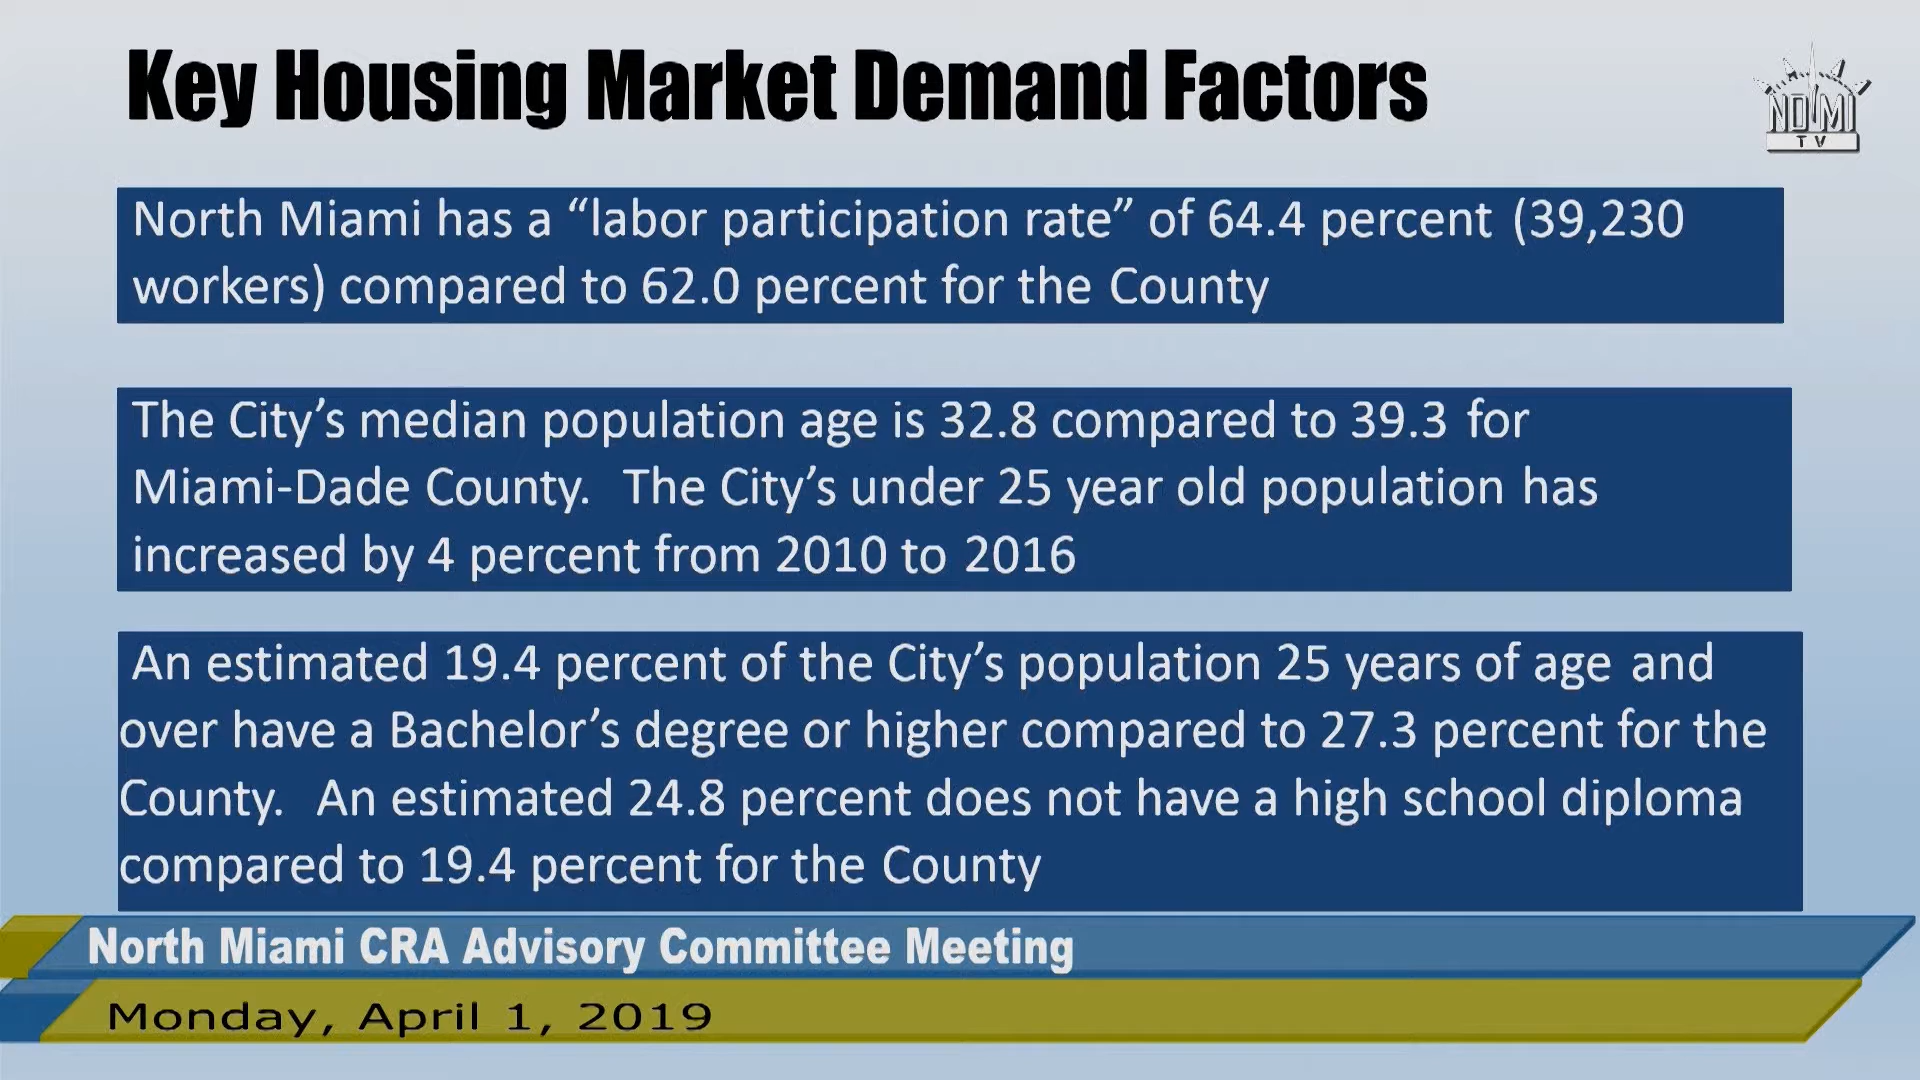 Key Housing Market Demand Factors
NOMI
TV
North Miami has a “labor participation rate” of 64.4 percent (39,230
workers) compared to 62.0 percent for the County
The City’s median population age is 32.8 compared to 39.3 for
Miami-Dade County.  The City’s under 25 year old population has
increased by 4 percent from 2010 to 2016
An estimated 19.4 percent of the City’s population 25 years of age and
over have a Bachelor’s degree or higher compared to 27.3 percent for the
County.  An estimated 24.8 percent does not have a high school diploma
compared to 19.4 percent for the County
North Miami CRA Advisory Committee Meeting
Monday, April 1, 2019